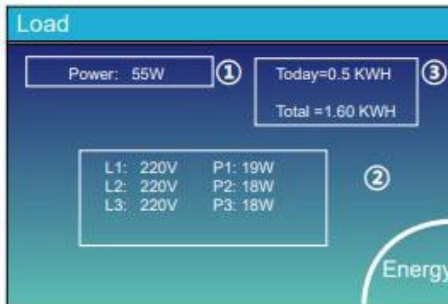 Load
Power: 55W ①
Today=0.5 KWH ③
Total =1.60 KWH
L1: 220V P1: 19W
L2: 220V P2: 18W
L3: 220V P3: 18W
②
Energy